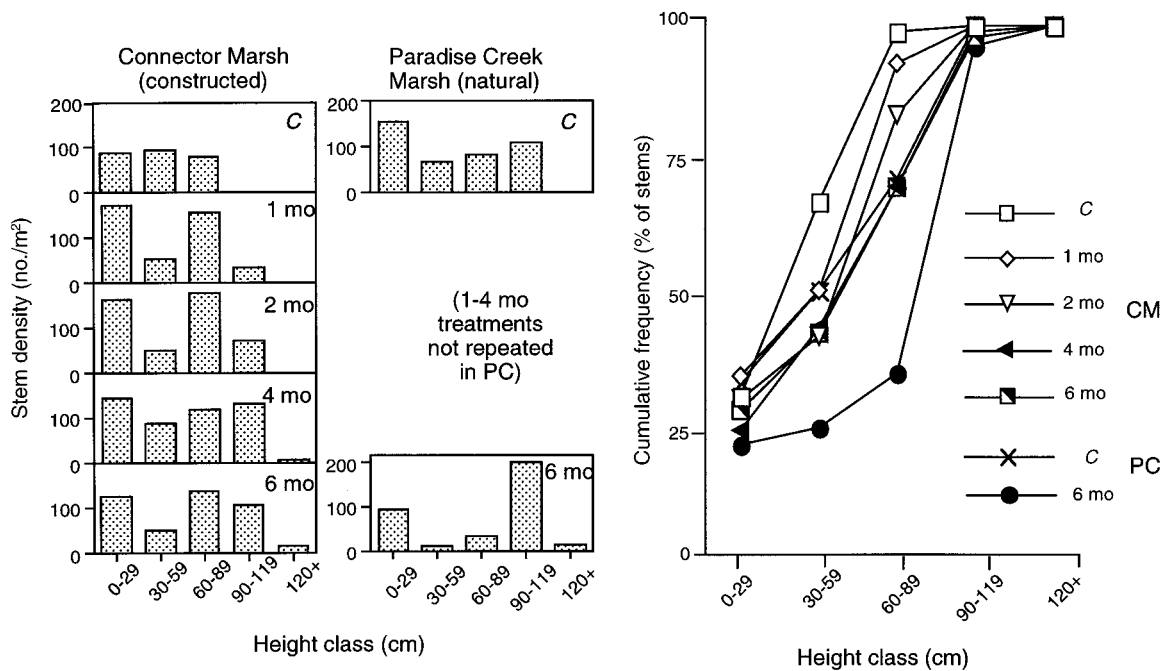 Connector Marsh
(constructed)
Paradise Creek
Marsh (natural)
Stem density (no./m²)
200
100
0
C
100
0
1 mo
100
0
2 mo
100
0
4 mo
100
0
6 mo
0-29
30-59
60-89
90-119
120+
200
100
0
C
(1-4 mo
treatments
not repeated
in PC)
200
100
0
6 mo
0-29
30-59
60-89
90-119
120+
Height class (cm)
Cumulative frequency (% of stems)
100
75
50
25
0
0-29
30-59
60-89
90-119
120+
Height class (cm)
C
1 mo
2 mo
CM
4 mo
6 mo
C
PC
6 mo